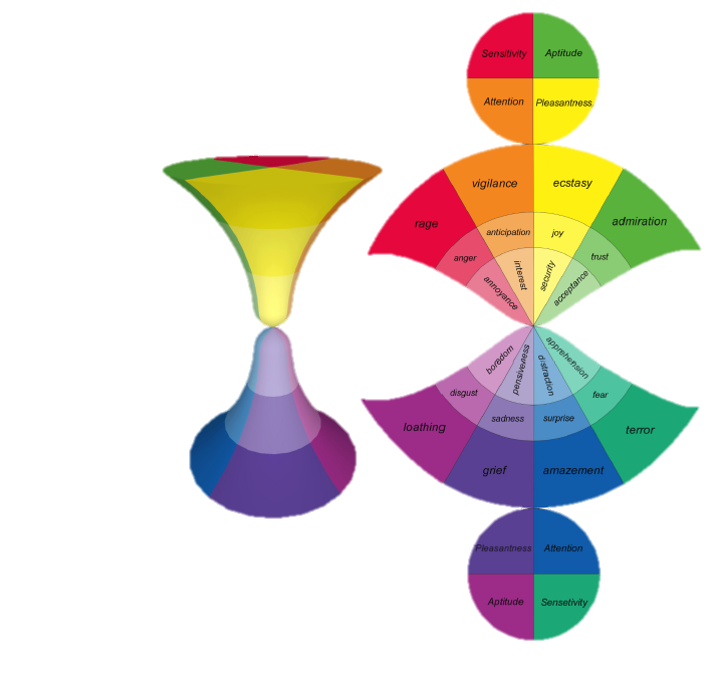 Sensitivity Aptitude
Attention Pleasantness
vigilance ecstasy
rage admiration
anticipation joy
anger trust
annoyance interest security acceptance
boredom pensiveness distraction apprehension
disgust fear
sadness surprise
loathing terror
grief amazement
Pleasantness Attention
Aptitude Sensetivity